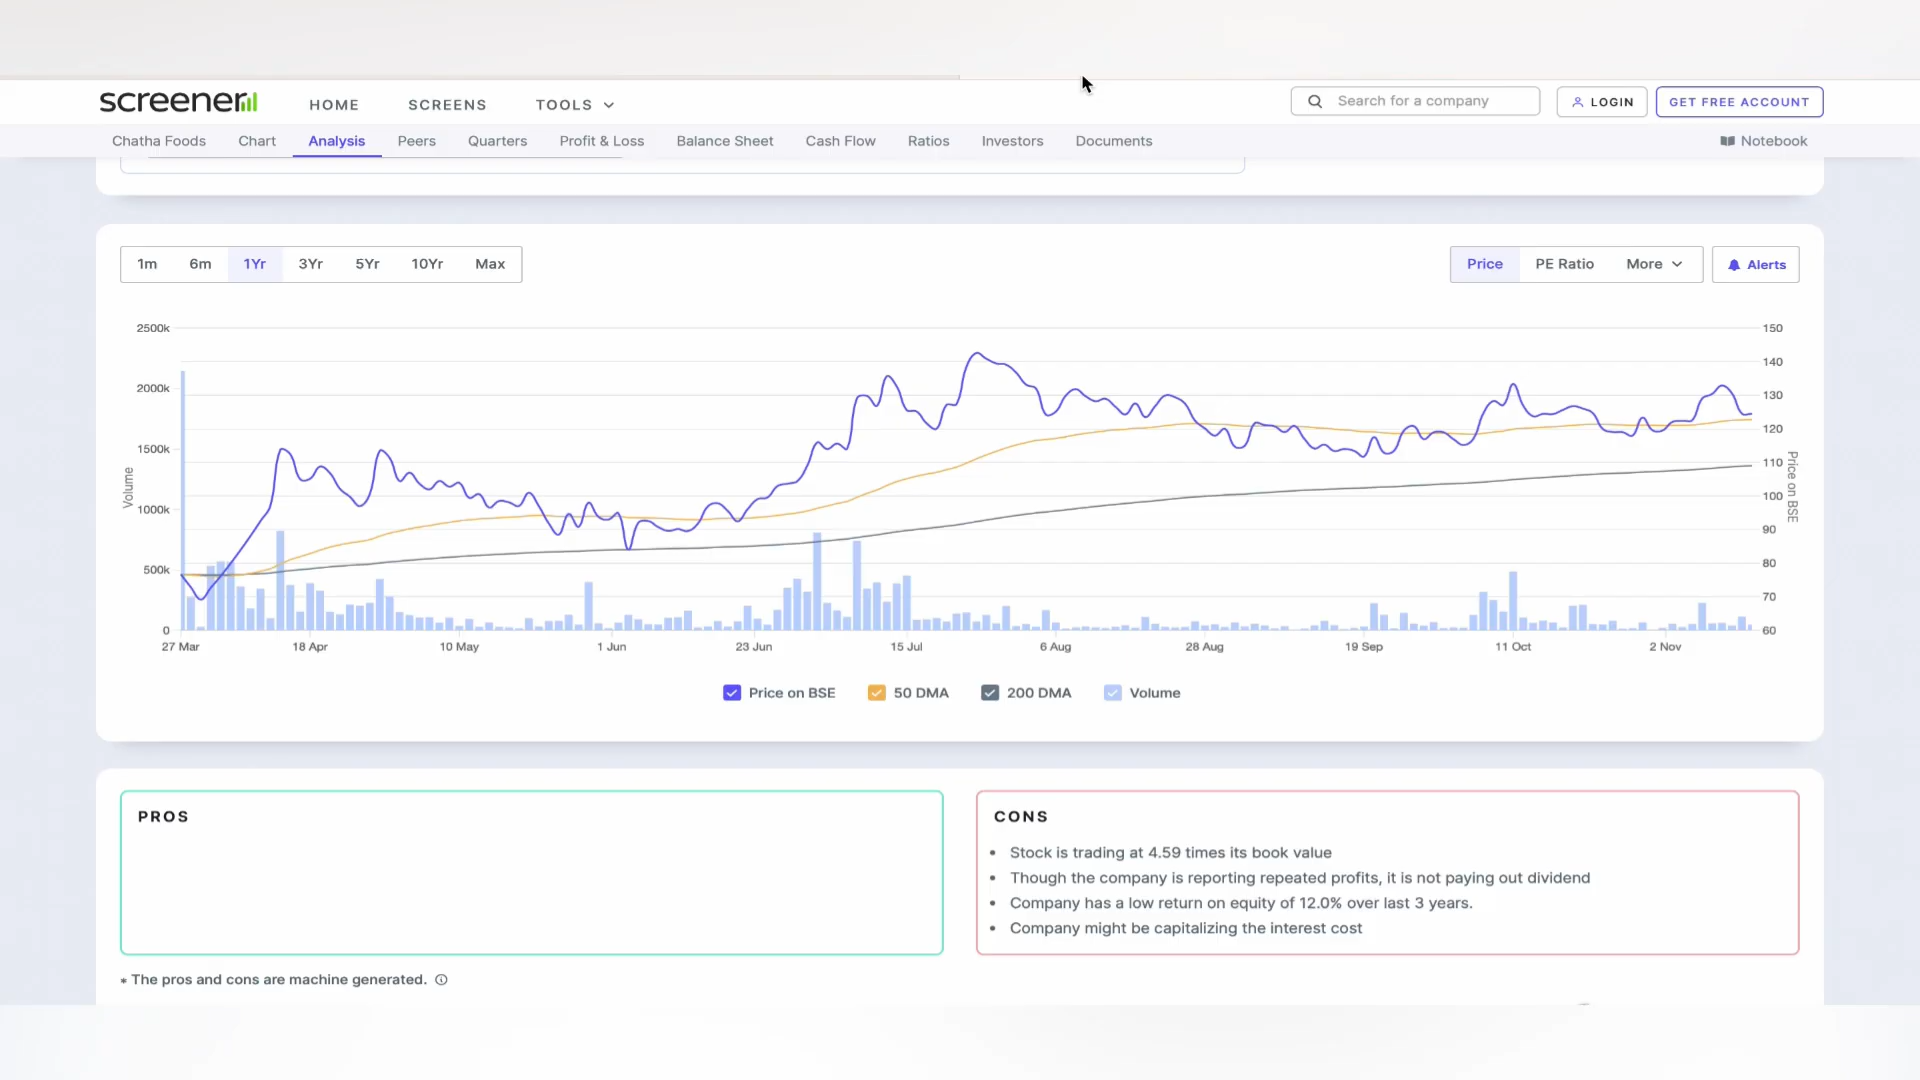 screener
HOME
SCREENS
TOOLS
Search for a company
LOGIN
GET FREE ACCOUNT
Chatha Foods
Chart
Analysis
Peers
Quarters
Profit & Loss
Balance Sheet
Cash Flow
Ratios
Investors
Documents
Notebook
1m
6m
1Yr
3Yr
5Yr
10Yr
Max
Price
PE Ratio
More
Alerts
2500k
2000k
1500k
1000k
500k
0
Volume
150
140
130
120
110
100
90
80
70
60
Price on BSE
27 Mar
18 Apr
10 May
1 Jun
23 Jun
15 Jul
6 Aug
28 Aug
19 Sep
11 Oct
2 Nov
Price on BSE
50 DMA
200 DMA
Volume
PROS
CONS
• Stock is trading at 4.59 times its book value
• Though the company is reporting repeated profits, it is not paying out dividend
• Company has a low return on equity of 12.0% over last 3 years.
• Company might be capitalizing the interest cost
* The pros and cons are machine generated.